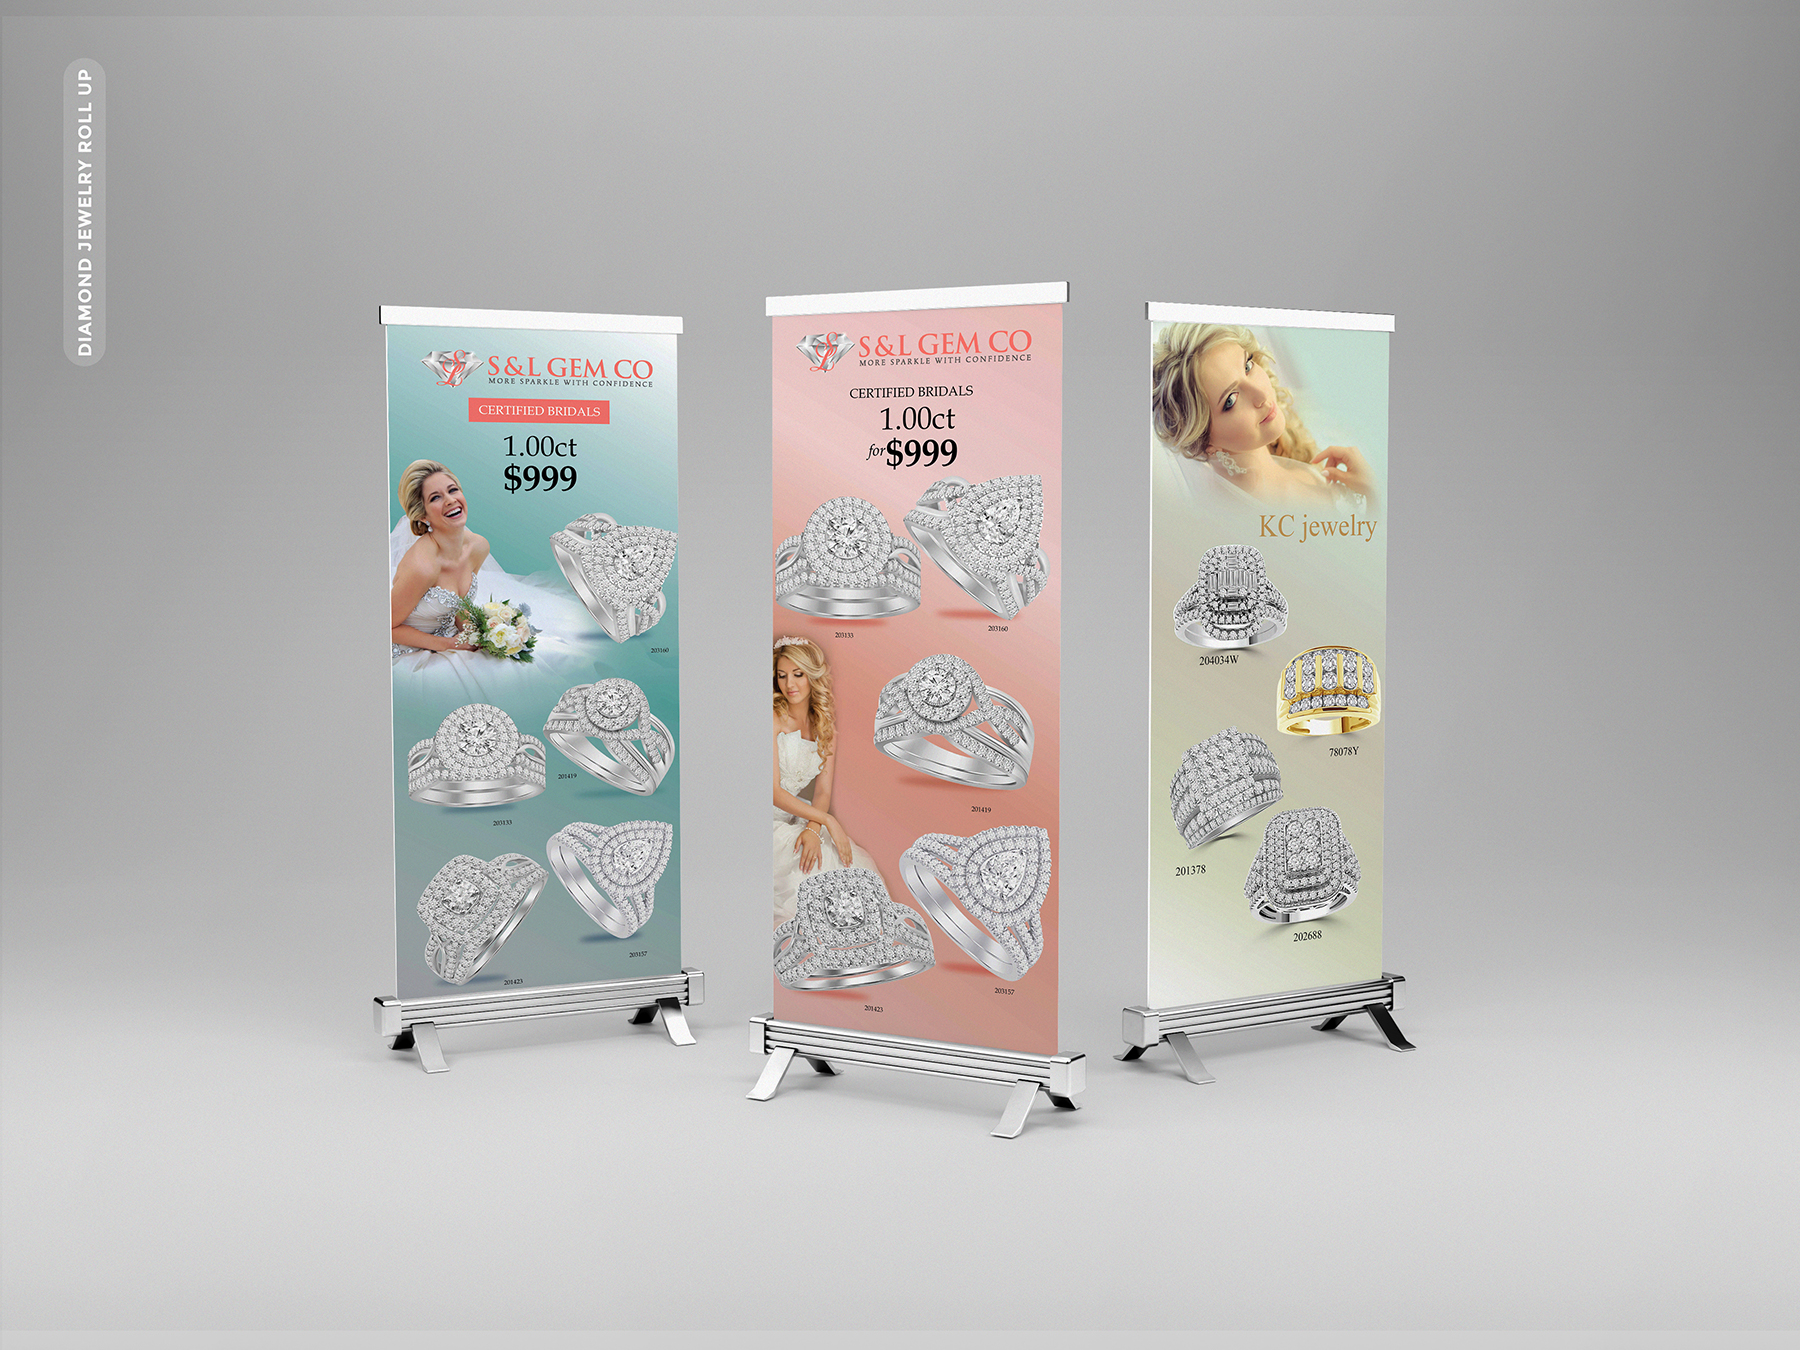 DIAMOND JEWELRY ROLL UP
S&L GEM CO
MORE SPARKLE WITH CONFIDENCE
CERTIFIED BRIDALS
1.00ct
$999
203160
201419
203133
203157
201423
S&L GEM CO
MORE SPARKLE WITH CONFIDENCE
CERTIFIED BRIDALS
1.00ct
for $999
203133
203160
201419
203157
201423
KC jewelry
204034W
78078Y
201378
202688